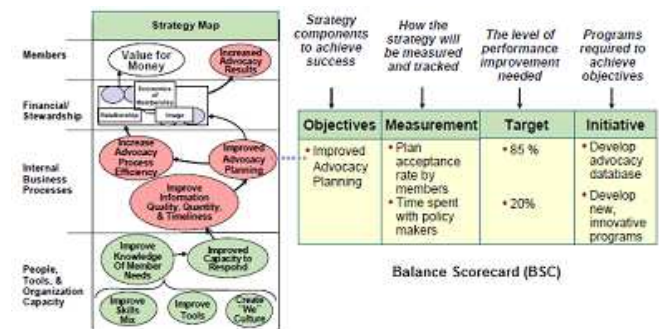 Strategy Map
Members
Value for
Money
Increased
Advocacy
Results
Financial/
Stewardship
Economics
of
Membership
Relationship
Image
Internal
Business
Processes
Increase
Advocacy
Process
Efficiency
Improved
Advocacy
Planning
Improve
Information
Quality, Quantity,
& Timeliness
People,
Tools, &
Organization
Capacity
Improve
Knowledge
Of Member
Needs
Improved
Capacity to
Respond
Improve
Skills
Mix
Improve
Tools
Create
"We"
Culture
Strategy
components
to achieve
success
How the
strategy will
be measured
and tracked
The level of
performance
improvement
needed
Programs
required to
achieve
objectives
Objectives
Measurement
Target
Initiative
• Improved
Advocacy
Planning
• Plan
acceptance
rate by
members
• Time spent
with policy
makers
• 85 %
• 20%
• Develop
advocacy
database
• Develop
new,
innovative
programs
Balance Scorecard (BSC)